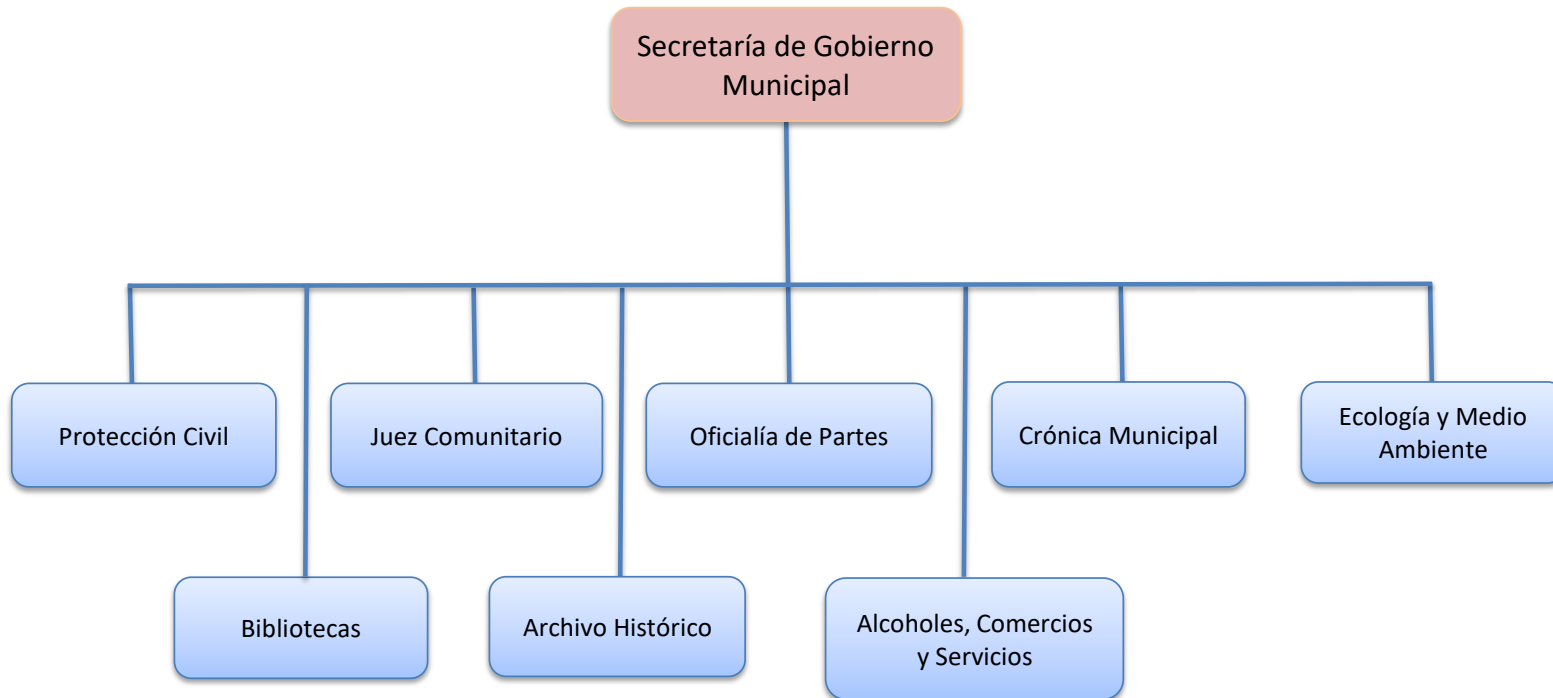 Secretaría de Gobierno
Municipal
Protección Civil
Juez Comunitario
Oficialía de Partes
Crónica Municipal
Ecología y Medio
Ambiente
Bibliotecas
Archivo Histórico
Alcoholes, Comercios
y Servicios